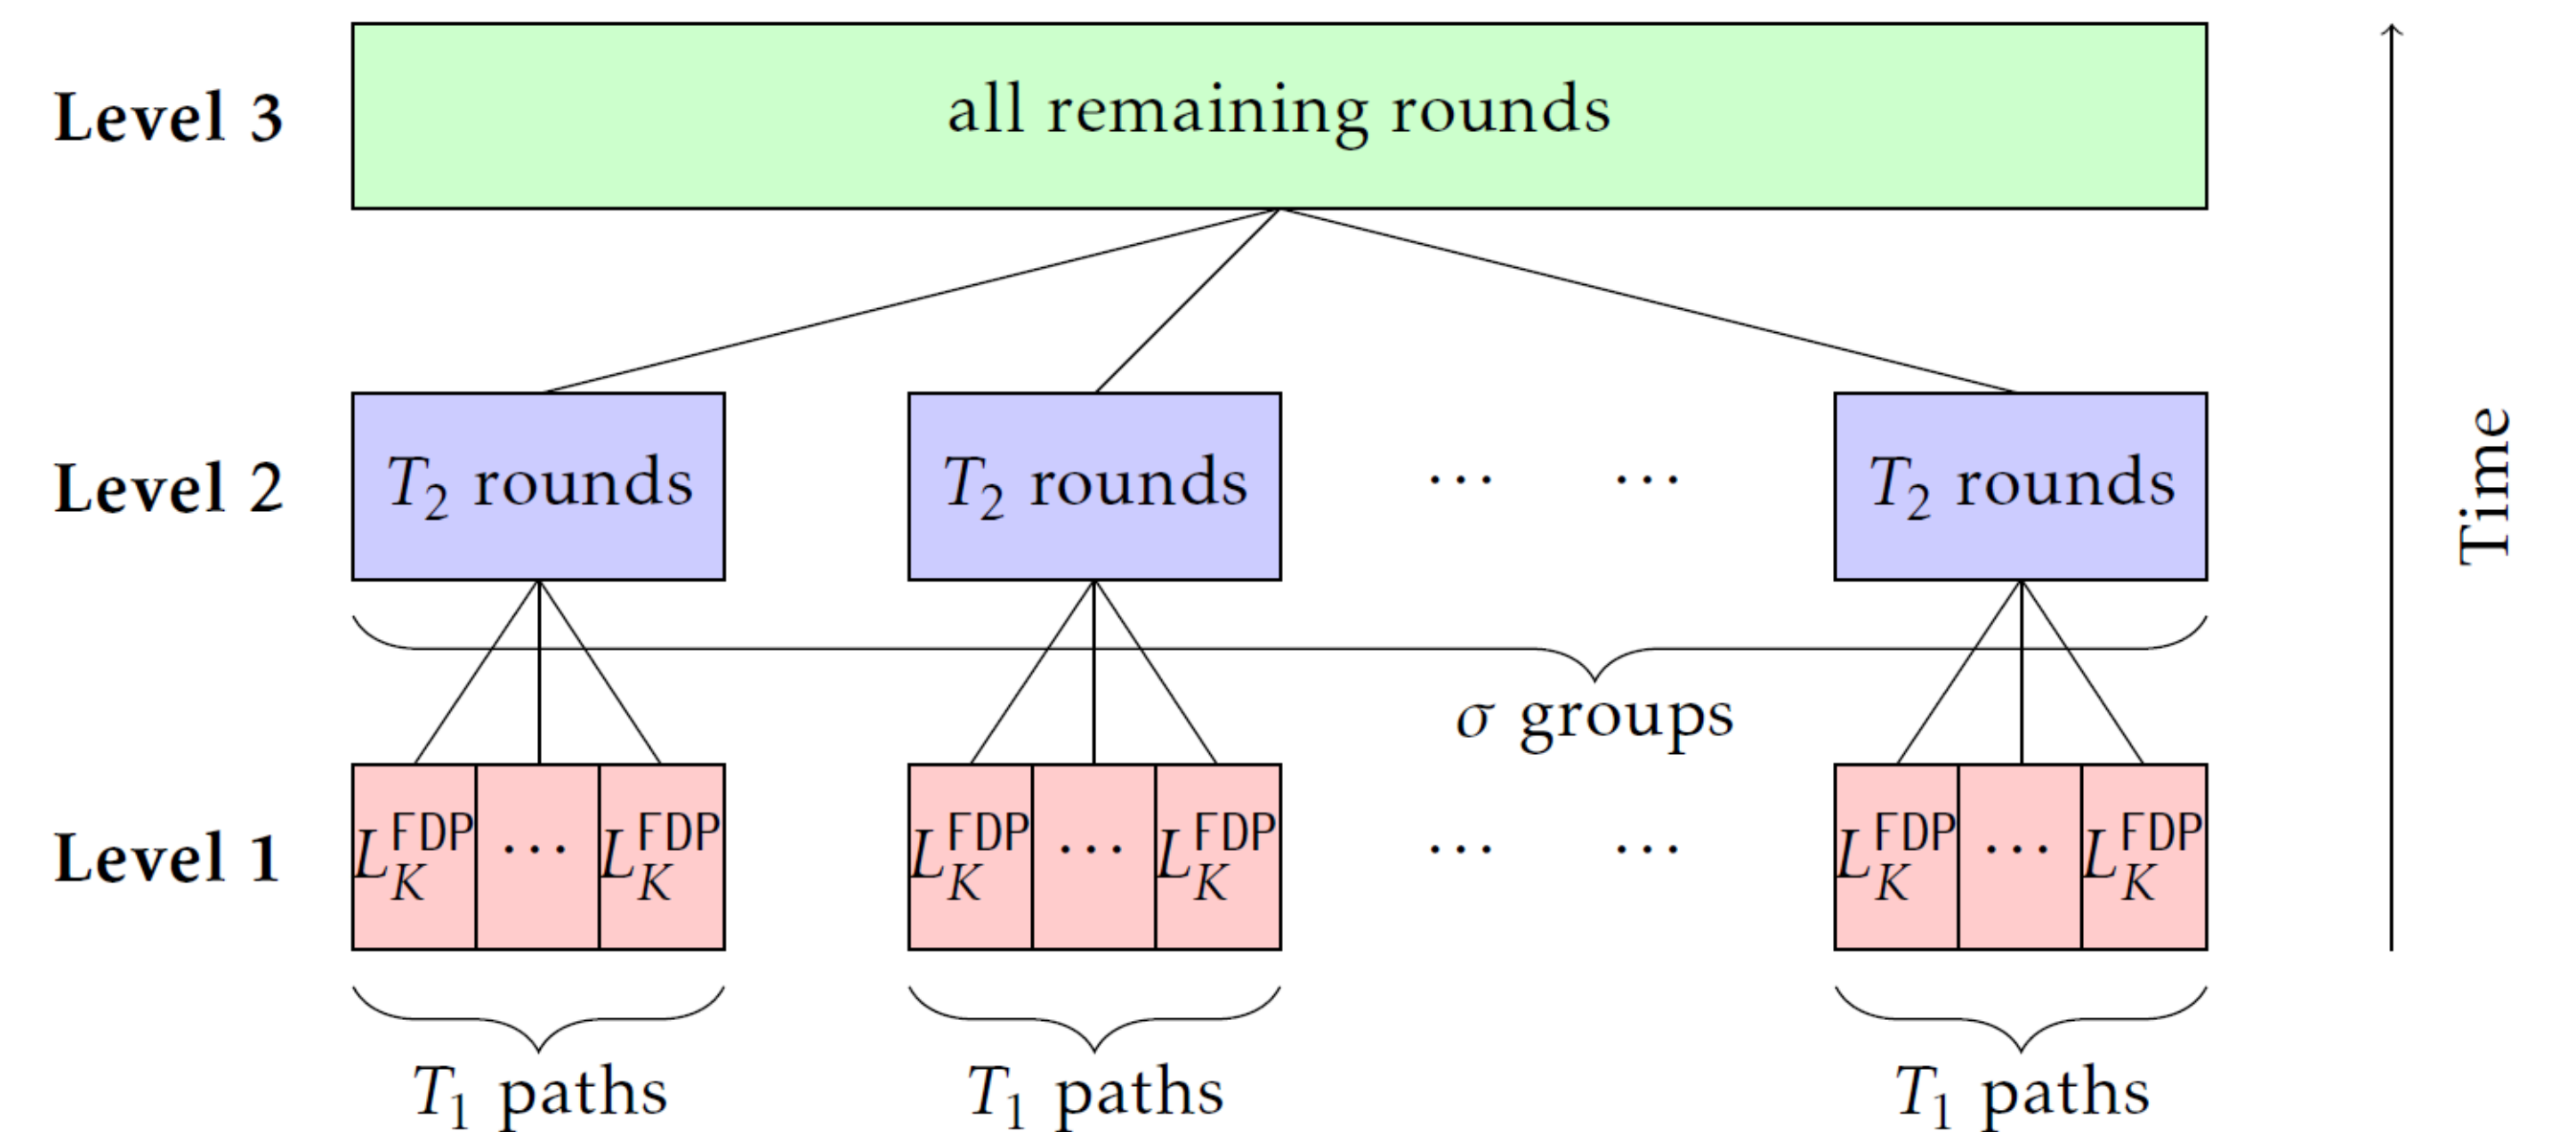 Level 3
all remaining rounds
Level 2
T₂ rounds
T₂ rounds
⋯ ⋯
T₂ rounds
Time
σ groups
Level 1
L_K^FDP ⋯ L_K^FDP
L_K^FDP ⋯ L_K^FDP
⋯ ⋯
L_K^FDP ⋯ L_K^FDP
T₁ paths
T₁ paths
T₁ paths